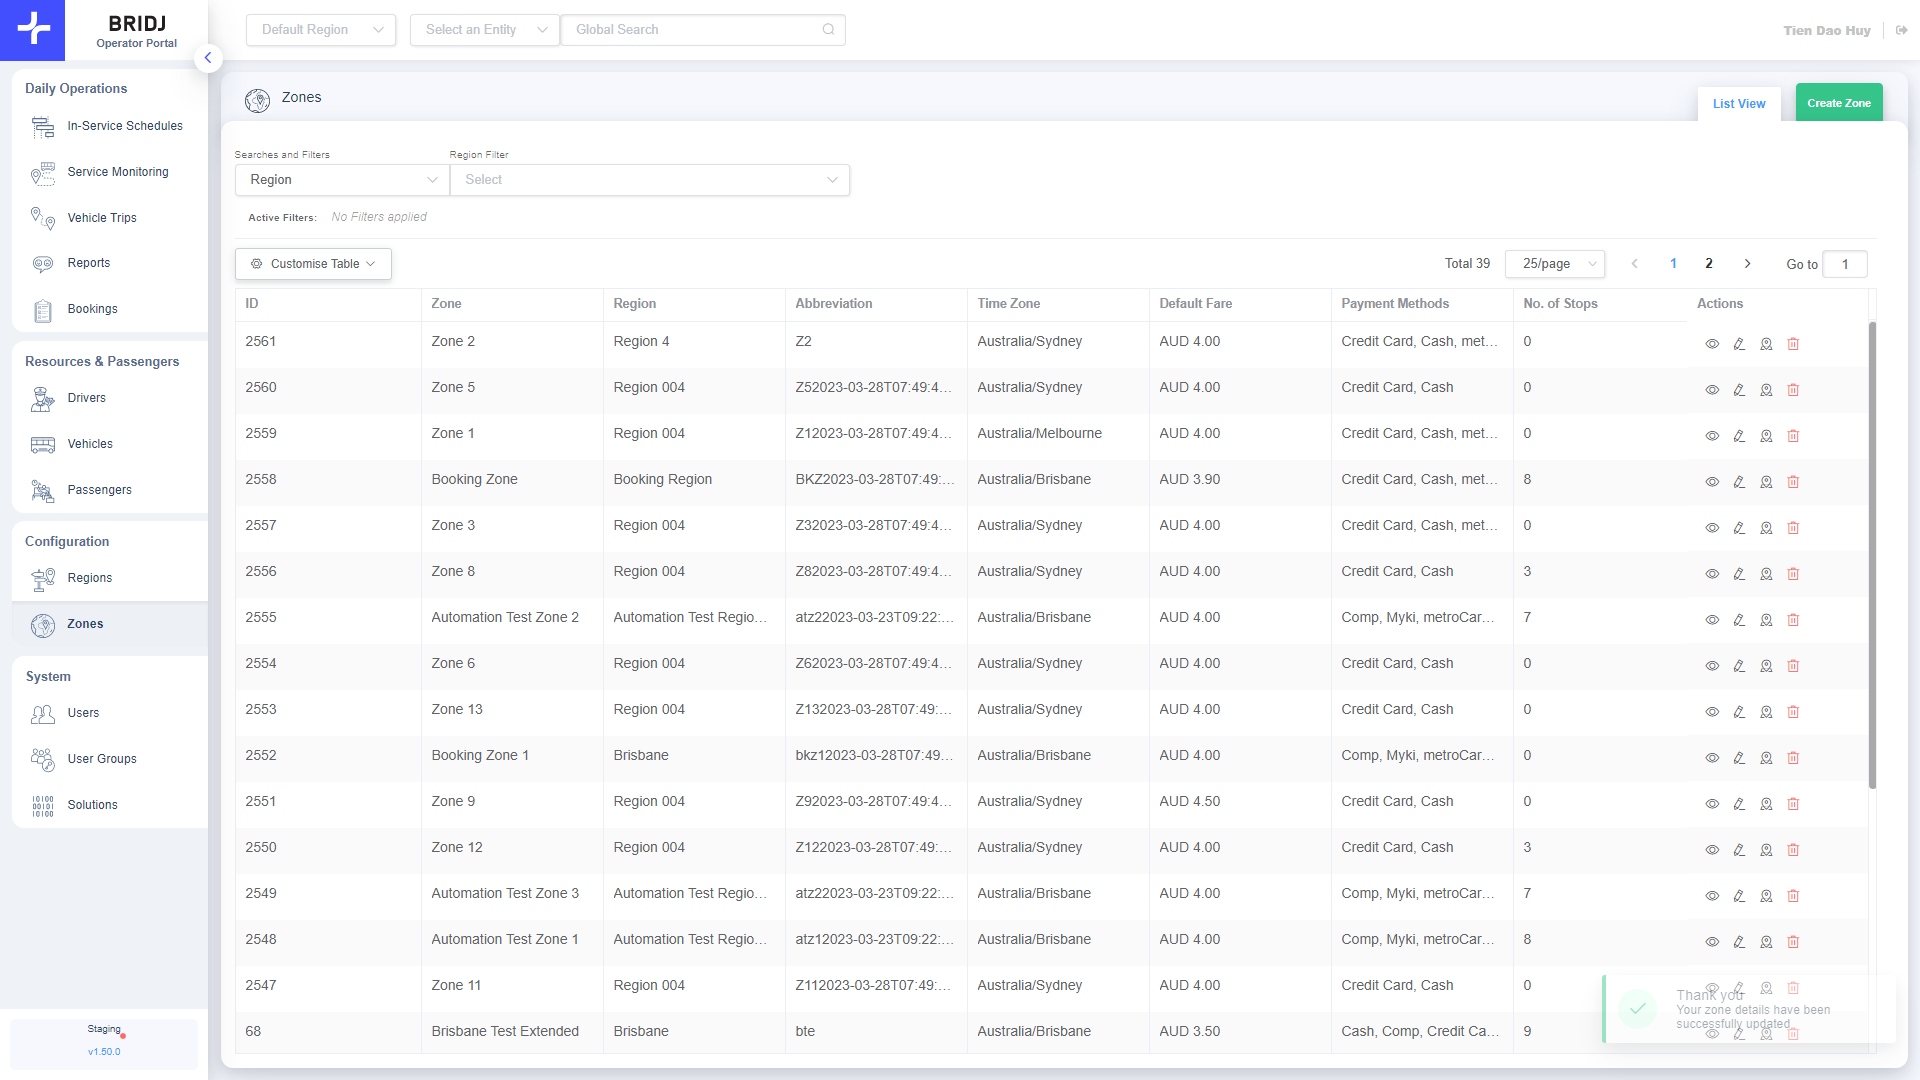 BRIDJ
Operator Portal
Default Region
Select an Entity
Global Search
Tien Dao Huy
Daily Operations
In-Service Schedules
Service Monitoring
Vehicle Trips
Reports
Bookings
Resources & Passengers
Drivers
Vehicles
Passengers
Configuration
Regions
Zones
System
Users
User Groups
Solutions
Staging
v1.50.0
Zones
List View
Create Zone
Searches and Filters
Region Filter
Region
Select
Active Filters: No Filters applied
Customise Table
Total 39 25/page 1 2 Go to 1
ID Zone Region Abbreviation Time Zone Default Fare Payment Methods No. of Stops Actions
2561 Zone 2 Region 4 Z2 Australia/Sydney AUD 4.00 Credit Card, Cash, met... 0
2560 Zone 5 Region 004 Z52023-03-28T07:49:4... Australia/Sydney AUD 4.00 Credit Card, Cash 0
2559 Zone 1 Region 004 Z12023-03-28T07:49:4... Australia/Melbourne AUD 4.00 Credit Card, Cash, met... 0
2558 Booking Zone Booking Region BKZ2023-03-28T07:49:... Australia/Brisbane AUD 3.90 Credit Card, Cash, met... 8
2557 Zone 3 Region 004 Z32023-03-28T07:49:4... Australia/Sydney AUD 4.00 Credit Card, Cash, met... 0
2556 Zone 8 Region 004 Z82023-03-28T07:49:4... Australia/Sydney AUD 4.00 Credit Card, Cash 3
2555 Automation Test Zone 2 Automation Test Regio... atz22023-03-23T09:22:... Australia/Brisbane AUD 4.00 Comp, Myki, metroCar... 7
2554 Zone 6 Region 004 Z62023-03-28T07:49:4... Australia/Sydney AUD 4.00 Credit Card, Cash 0
2553 Zone 13 Region 004 Z132023-03-28T07:49:... Australia/Sydney AUD 4.00 Credit Card, Cash 0
2552 Booking Zone 1 Brisbane bkz12023-03-28T07:49... Australia/Brisbane AUD 4.00 Comp, Myki, metroCar... 0
2551 Zone 9 Region 004 Z92023-03-28T07:49:4... Australia/Sydney AUD 4.50 Credit Card, Cash 0
2550 Zone 12 Region 004 Z122023-03-28T07:49:... Australia/Sydney AUD 4.00 Credit Card, Cash 3
2549 Automation Test Zone 3 Automation Test Regio... atz22023-03-23T09:22:... Australia/Brisbane AUD 4.00 Comp, Myki, metroCar... 7
2548 Automation Test Zone 1 Automation Test Regio... atz12023-03-23T09:22:... Australia/Brisbane AUD 4.00 Comp, Myki, metroCar... 8
2547 Zone 11 Region 004 Z112023-03-28T07:49:... Australia/Sydney AUD 4.00 Credit Card, Cash 0
68 Brisbane Test Extended Brisbane bte Australia/Brisbane AUD 3.50 Cash, Comp, Credit Ca... 9
Thank you
Your zone details have been
successfully updated